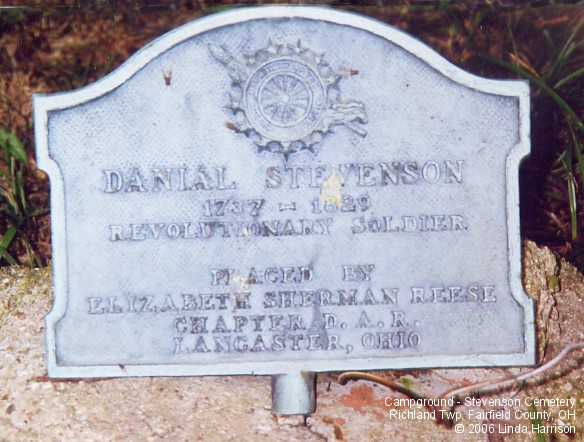 DANIAL STEVENSON
1737 - 1829
REVOLUTIONARY SOLDIER
PLACED BY
ELIZABETH SHERMAN REESE
CHAPTER D. A. R.
LANCASTER, OHIO
Campground - Stevenson Cemetery
Richland Twp. Fairfield County, OH
© 2006 Linda Harrison